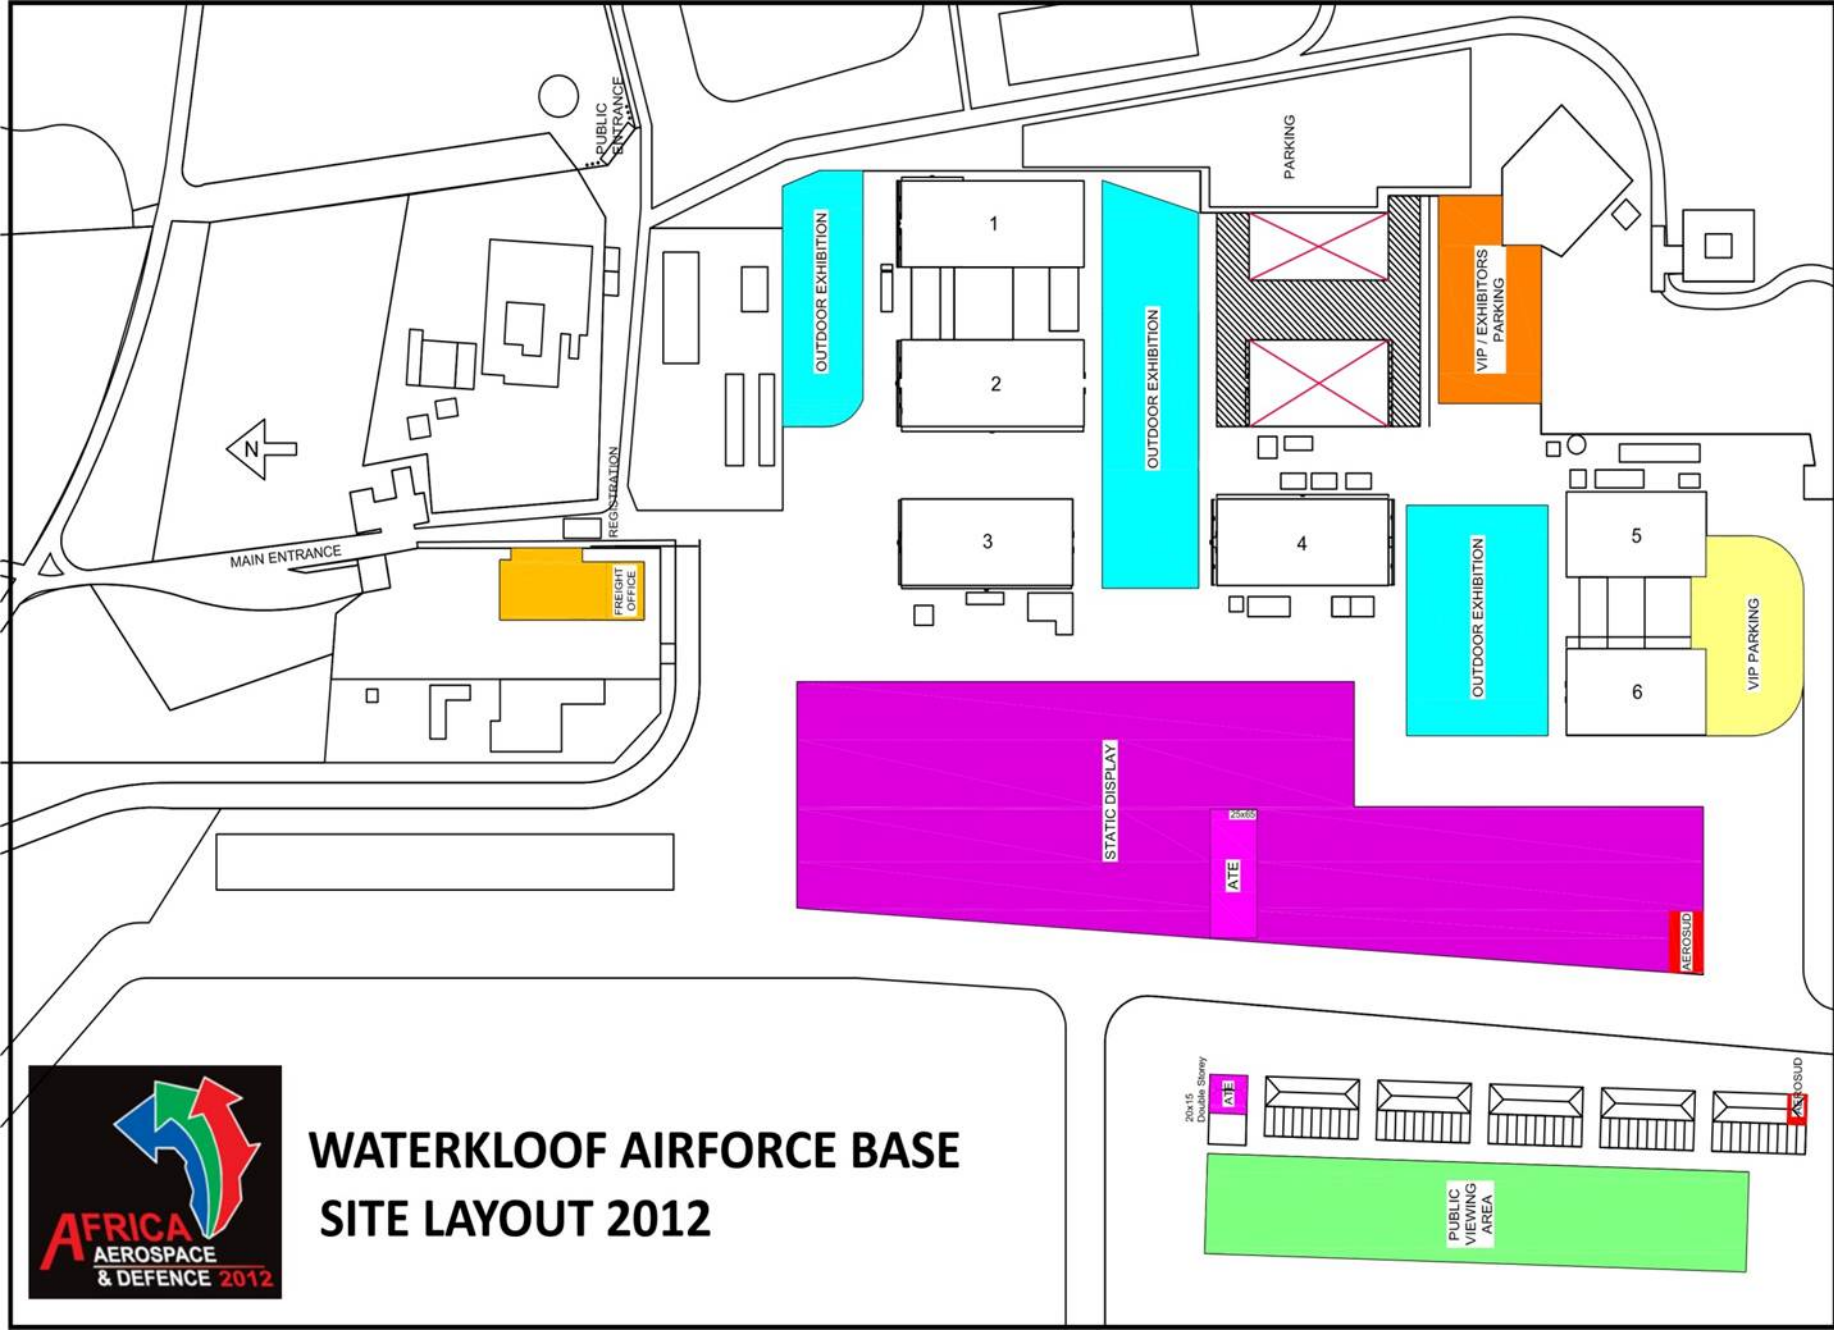 PUBLIC
ENTRANCE
PARKING
OUTDOOR EXHIBITION
1
OUTDOOR EXHIBITION
VIP / EXHIBITORS
PARKING
2
N
REGISTRATION
MAIN ENTRANCE
FREIGHT
OFFICE
3
4
OUTDOOR EXHIBITION
5
VIP PARKING
6
STATIC DISPLAY
25x65
ATE
AEROSUD
20x15
Double Storey
ATE
AEROSUD
PUBLIC
VIEWING
AREA
WATERKLOOF AIRFORCE BASE
SITE LAYOUT 2012
AFRICA
AEROSPACE
& DEFENCE 2012